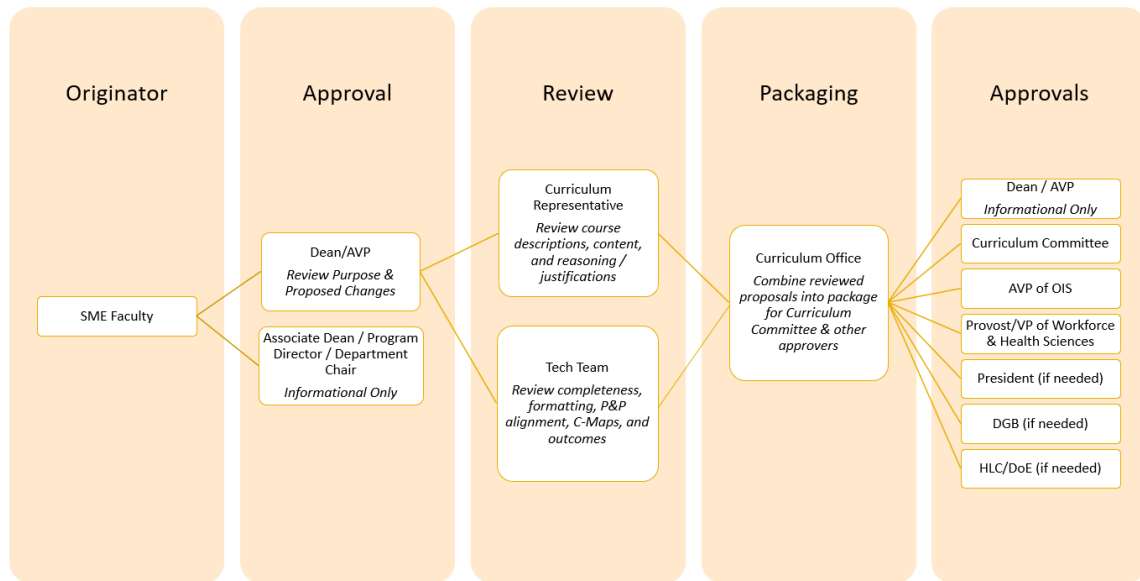 Originator
Approval
Review
Packaging
Approvals
SME Faculty
Dean/AVP
Review Purpose &
Proposed Changes
Associate Dean / Program
Director / Department
Chair
Informational Only
Curriculum
Representative
Review course
descriptions, content,
and reasoning /
justifications
Tech Team
Review completeness,
formatting, P&P
alignment, C-Maps, and
outcomes
Curriculum Office
Combine reviewed
proposals into package
for Curriculum
Committee & other
approvers
Dean / AVP
Informational Only
Curriculum Committee
AVP of OIS
Provost/VP of Workforce
& Health Sciences
President (if needed)
DGB (if needed)
HLC/DoE (if needed)